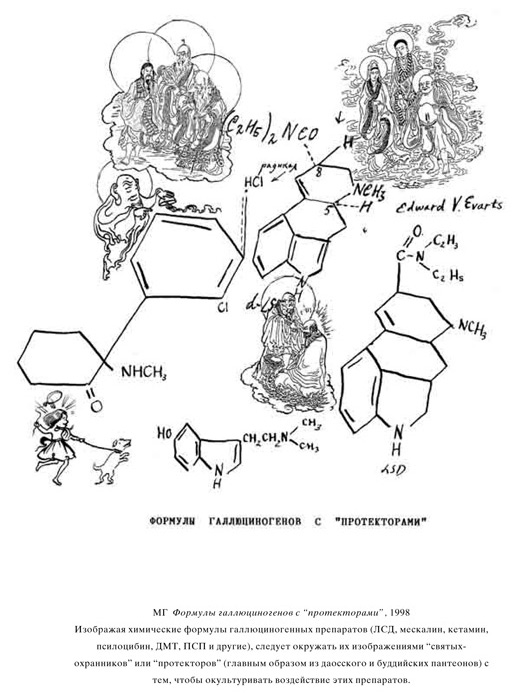 (C₂H₅)₂ NCO
H
8
радикал
HCl
NCH₃
5
H
Edward V. Evarts
O
C₂H₃
C-N
C₂H₅
Cl
N
d-
NCH₃
NHCH₃
O
HO
CH₂CH₂N
CH₃
CH₃
N
H
N
H
LSD
ФОРМУЛЫ ГАЛЛЮЦИНОГЕНОВ С "ПРОТЕКТОРАМИ"
МГ Формулы галлюциногенов с “протекторами”, 1998
Изображая химические формулы галлюциногенных препаратов (ЛСД, мескалин, кетамин,
псилоцибин, ДМТ, ПСП и другие), следует окружать их изображениями “святых-
охранников” или “протекторов” (главным образом из даосского и буддийских пантеонов) с
тем, чтобы окультуривать воздействие этих препаратов.